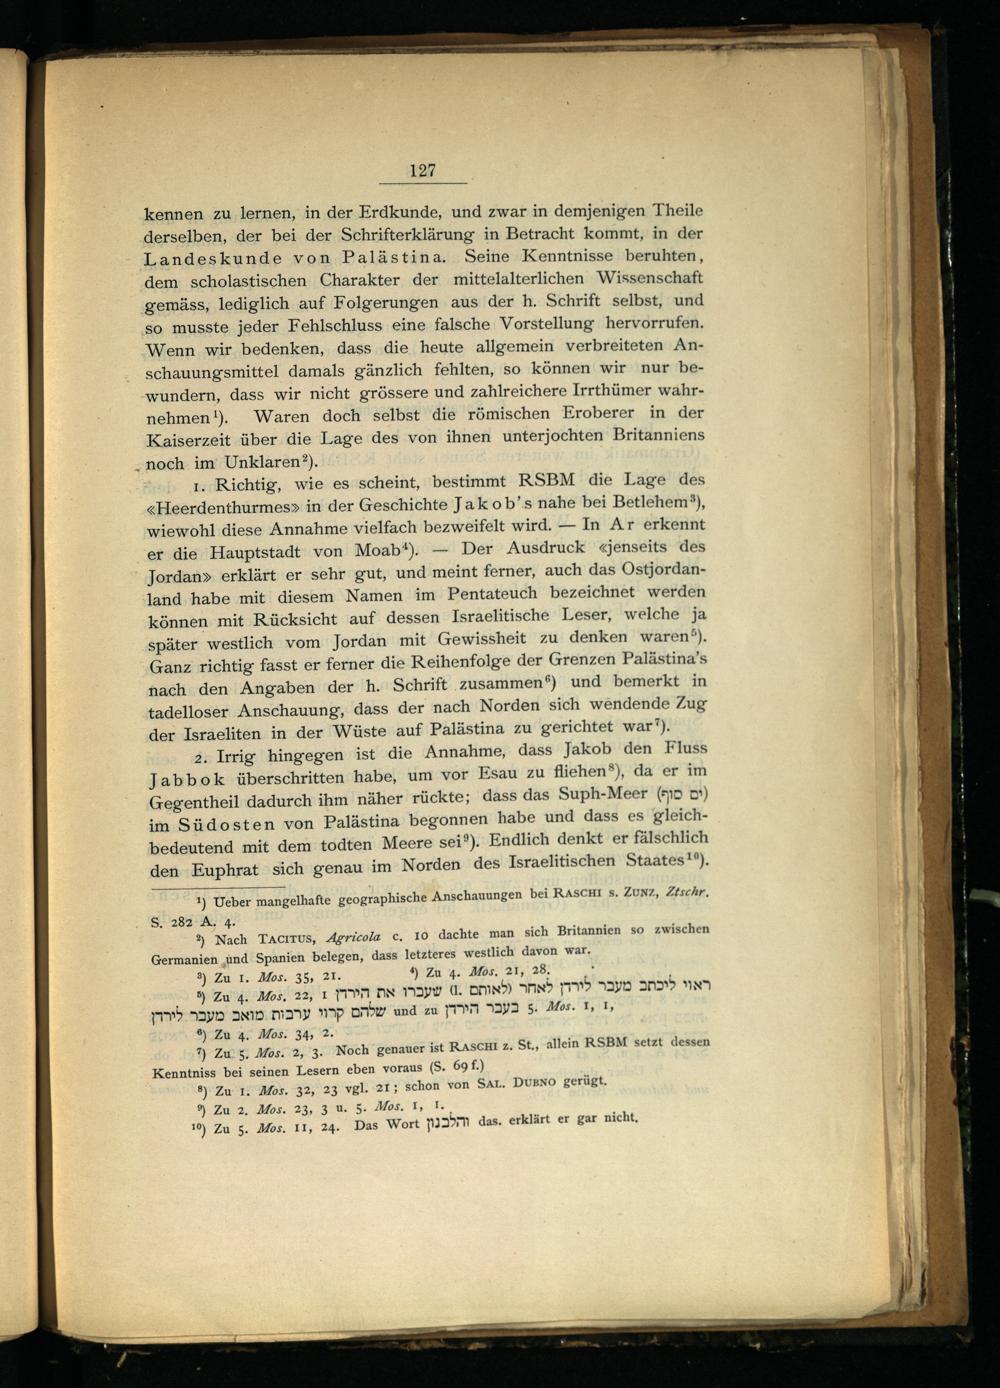 127
kennen zu lernen, in der Erdkunde, und zwar in demjenigen Theile
derselben, der bei der Schrifterklärung in Betracht kommt, in der
Landeskunde von Palästina. Seine Kenntnisse beruhten,
dem scholastischen Charakter der mittelalterlichen Wissenschaft
gemäss, lediglich auf Folgerungen aus der h. Schrift selbst, und
so musste jeder Fehlschluss eine falsche Vorstellung hervorrufen.
Wenn wir bedenken, dass die heute allgemein verbreiteten An-
schauungsmittel damals gänzlich fehlten, so können wir nur be-
wundern, dass wir nicht grössere und zahlreichere Irrthümer wahr-
nehmen¹). Waren doch selbst die römischen Eroberer in der
Kaiserzeit über die Lage des von ihnen unterjochten Britanniens
noch im Unklaren²).
1. Richtig, wie es scheint, bestimmt RSBM die Lage des
«Heerdenthurmes» in der Geschichte Jakob's nahe bei Betlehem³),
wiewohl diese Annahme vielfach bezweifelt wird. — In Ar erkennt
er die Hauptstadt von Moab⁴). — Der Ausdruck «jenseits des
Jordan» erklärt er sehr gut, und meint ferner, auch das Ostjordan-
land habe mit diesem Namen im Pentateuch bezeichnet werden
können mit Rücksicht auf dessen Israelitische Leser, welche ja
später westlich vom Jordan mit Gewissheit zu denken waren⁵).
Ganz richtig fasst er ferner die Reihenfolge der Grenzen Palästina's
nach den Angaben der h. Schrift zusammen⁶) und bemerkt in
tadelloser Anschauung, dass der nach Norden sich wendende Zug
der Israeliten in der Wüste auf Palästina zu gerichtet war⁷).
2. Irrig hingegen ist die Annahme, dass Jakob den Fluss
Jabbok überschritten habe, um vor Esau zu fliehen⁸), da er im
Gegentheil dadurch ihm näher rückte; dass das Suph-Meer (ים סוף)
im Südosten von Palästina begonnen habe und dass es gleich-
bedeutend mit dem todten Meere sei⁹). Endlich denkt er fälschlich
den Euphrat sich genau im Norden des Israelitischen Staates¹⁰).
¹) Ueber mangelhafte geographische Anschauungen bei RASCHI s. ZUNZ, Ztschr.
S. 282 A. 4.
²) Nach TACITUS, Agricola c. 10 dachte man sich Britannien so zwischen
Germanien und Spanien belegen, dass letzteres westlich davon war.
³) Zu 1. Mos. 35, 21. ⁴) Zu 4. Mos. 21, 28.
⁵) Zu 4. Mos. 22, 1 ראוי ליכתב מעבר לירדן לאחר (לאותם l.) שעברו את הירדן
שלהם קרוי ערבות מואב מעבר לירדן und zu בעבר הירדן 5. Mos. 1, 1,
⁶) Zu 4. Mos. 34, 2.
⁷) Zu 5. Mos. 2, 3. Noch genauer ist RASCHI z. St., allein RSBM setzt dessen
Kenntniss bei seinen Lesern eben voraus (S. 69 f.)
⁸) Zu 1. Mos. 32, 23 vgl. 21; schon von SAL. DUBNO gerügt.
⁹) Zu 2. Mos. 23, 3 u. 5. Mos. 1, 1.
¹⁰) Zu 5. Mos. 11, 24. Das Wort והלבנון das. erklärt er gar nicht.